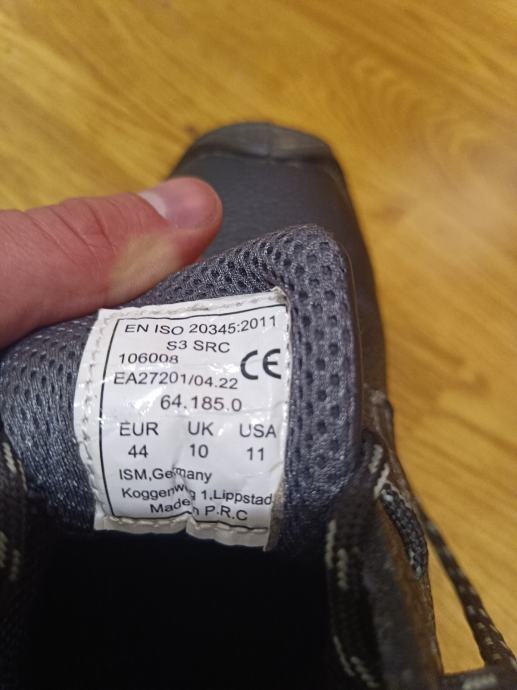 EN ISO 20345:2011
S3 SRC
106008 CE
EA27201/04.22
64.185.0
EUR UK USA
44 10 11
ISM,Germany
Koggenweg 1,Lippstad
Made P.R.C